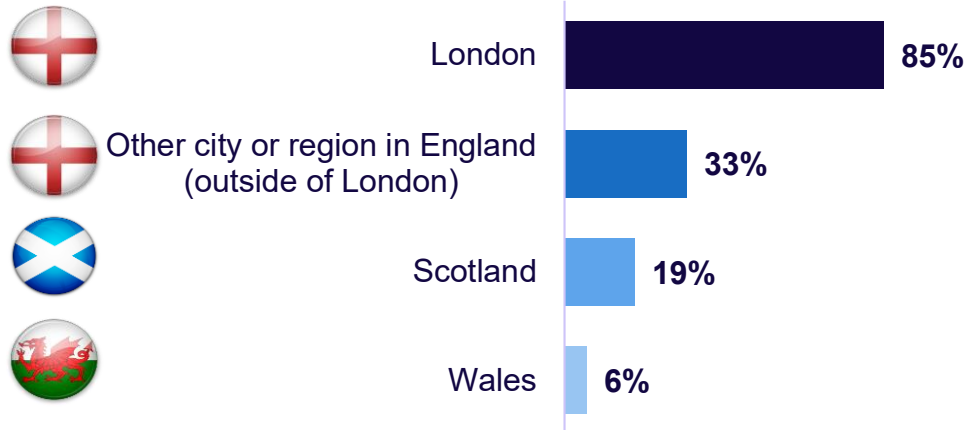 London
85%
Other city or region in England
(outside of London)
33%
Scotland
19%
Wales
6%